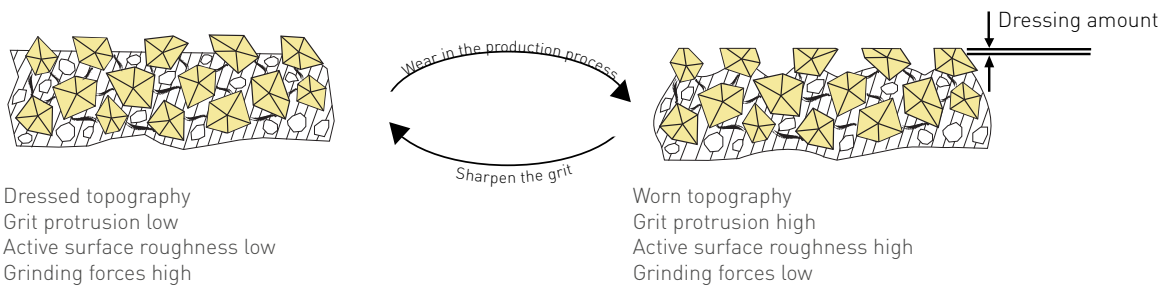 Dressing amount
Wear in the production process
Sharpen the grit
Dressed topography
Grit protrusion low
Active surface roughness low
Grinding forces high
Worn topography
Grit protrusion high
Active surface roughness high
Grinding forces low